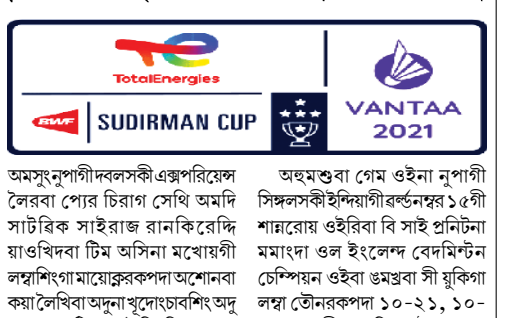 TotalEnergies
BWF
SUDIRMAN CUP
VANTAA
2021
অমসুং নুপাগী দবলসকী এক্সপরিয়েন্স
লৈরবা প্যের চিরাগ সেথি অমদি
সাটৱিক সাইরাজ রানকিরেদ্দি
য়াওখিদবা টিম অসিনা মখোয়গী
লম্বাশিংগা মায়োক্নরকপদা অশোনবা
কয়া লৈখিবা অদুনা খূদোংচাবশিং অদু
অহুমশুবা গেম ওইনা নুপাগী
সিঙ্গলসকী ইন্দিয়াগী ৱর্ল্ড নম্বর ১৫গী
শান্নরোয় ওইরিবা বি সাই প্রনিটনা
মমাংদা ওল ইংলেন্দ বেদমিন্টন
চেম্পিয়ন ওইবা ঙমখ্রবা সী য়ুকিগা
লম্বা তৌনরকপদা ১০-২১, ১০-